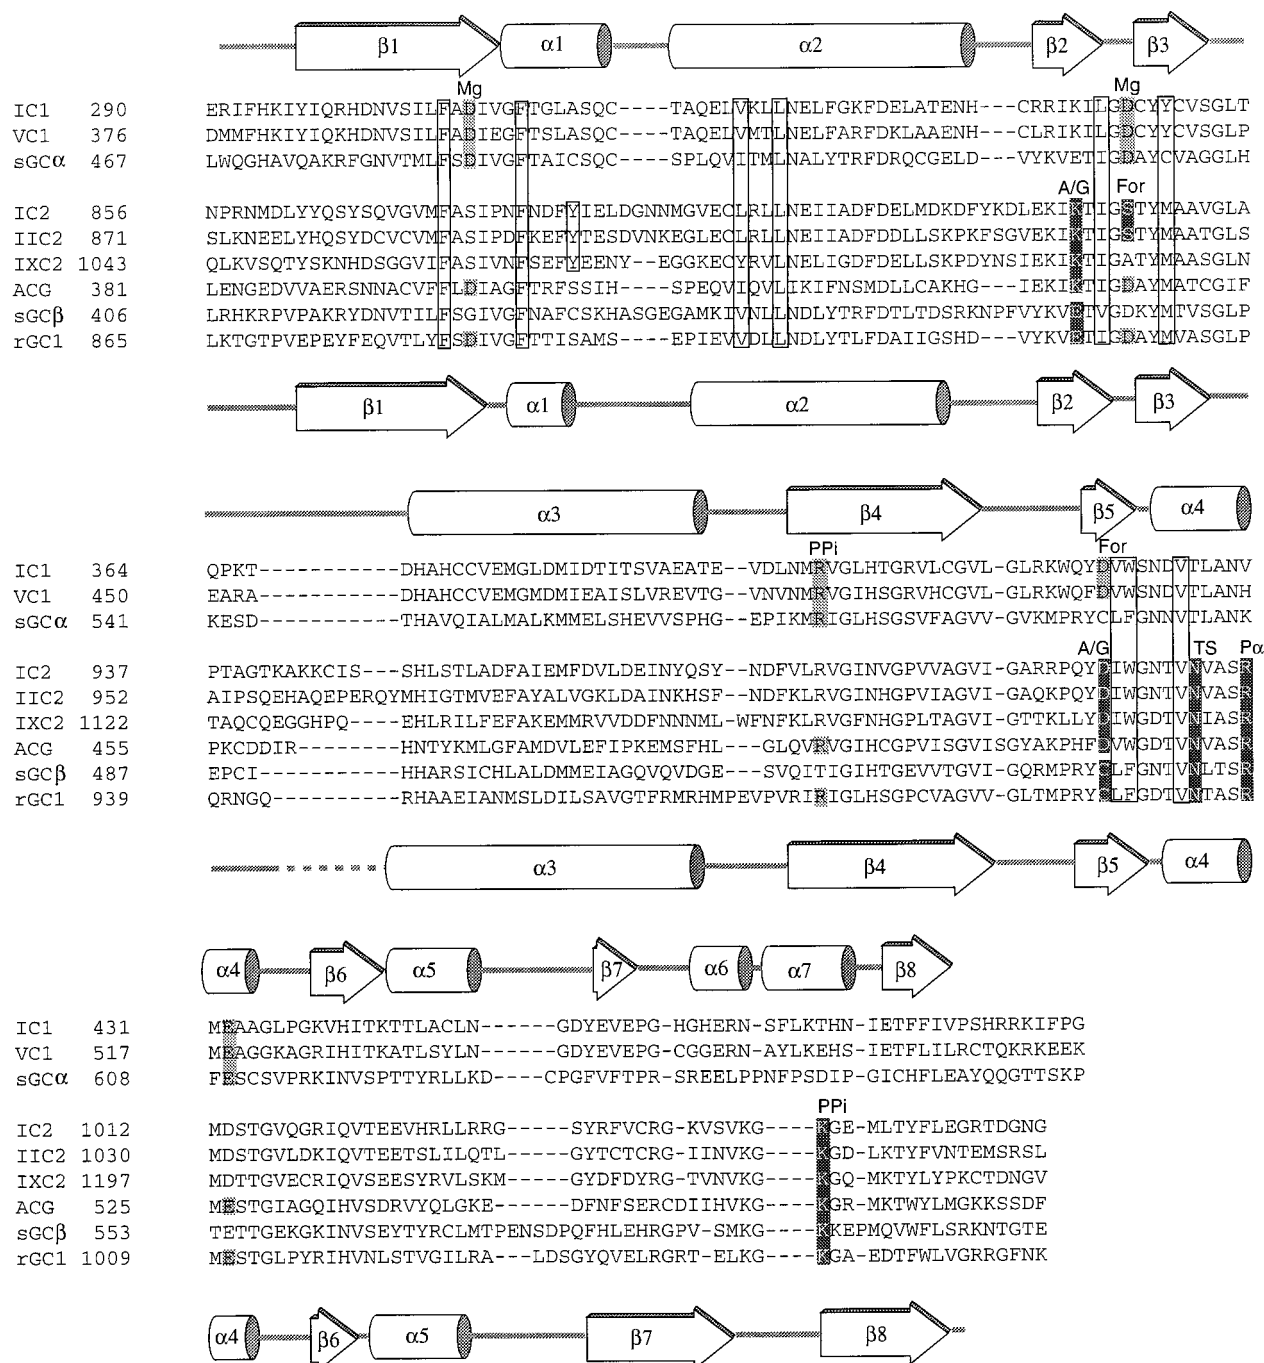 β1 α1 α2 β2 β3
Mg Mg
IC1 290 ERIFHKIYIQRHDNVSILFADIVGFTGLASQC----TAQELVKLLNELFGKFDELATENH---CRRIKILGDCYYCVSGLT
VC1 376 DMMFHKIYIQKHDNVSILFADIEGFTSLASQC----TAQELVMTLNELFARFDKLAAENH---CLRIKILGDCYYCVSGLP
sGCα 467 LWQGHAVQAKRFGNVTMLFSDIVGFTAICSQC----SPLQVITMLNALYTRFDRQCGELD---VYKVETIGDAYCVAGGLH
A/G For
IC2 856 NPRNMDLYYQSYSQVGVMFASIPNFNDFYIELDGNNMGVECLRLLNEIIADFDELMDKDFYKDLEKIKTIGSTYMAAVGLA
IIC2 871 SLKNEELYHQSYDCVCVMFASIPDFKEFYTESDVNKEGLECLRLLNEIIADFDDLLSKPKFSGVEKIKTIGSTYMAATGLS
IXC2 1043 QLKVSQTYSKNHDSGGVIFASIVNFSEFYEENY--EGGKECYRVLNELIGDFDELLSKPDYNSIEKIKTIGATYMAASGLN
ACG 381 LENGEDVVAERSNNACVFFLDIAGFTRFSSIH----SPEQVIQVLIKIFNSMDLLCAKHG---IEKIKTIGDAYMATCGIF
sGCβ 406 LRHKRPVPAKRYDNVTILFSGIVGFNAFCSKHASGEGAMKIVNLLNDLYTRFDTLTDSRKNPFVYKVDTVGDKYMTVSGLP
rGC1 865 LKTGTPVEPEYFEQVTLYFSDIVGFTTISAMS----EPIEVVDLLNDLYTLFDAIIGSHD---VYKVDTIGDAYMVASGLP
β1 α1 α2 β2 β3
α3 β4 β5 α4
PPi For
IC1 364 QPKT-----------DHAHCCVEMGLDMIDTITSVAEATE--VDLNMRVGLHTGRVLCGVL-GLRKWQYDVWSNDVTLANV
VC1 450 EARA-----------DHAHCCVEMGMDMIEAISLVREVTG--VNVNMRVGIHSGRVHCGVL-GLRKWQFDVWSNDVTLANH
sGCα 541 KESD-----------THAVQIALMALKMMELSHEVVSPHG--EPIKMRIGLHSGSVFAGVV-GVKMPRYCLFGNNVTLANK
A/G TS Pα
IC2 937 PTAGTKAKKCIS---SHLSTLADFAIEMFDVLDEINYQSY--NDFVLRVGINVGPVVAGVI-GARRPQYDIWGNTVNVASR
IIC2 952 AIPSQEHAQEPERQYMHIGTMVEFAYALVGKLDAINKHSF--NDFKLRVGINHGPVIAGVI-GAQKPQYDIWGNTVNVASR
IXC2 1122 TAQCQEGGHPQ----EHLRILFEFAKEMMRVVDDFNNNML-WFNFKLRVGFNHGPLTAGVI-GTTKLLYDIWGDTVNIASR
ACG 455 PKCDDIR--------HNTYKMLGFAMDVLEFIPKEMSFHL---GLQVRVGIHCGPVISGVISGYAKPHFDVWGDTVNVASR
sGCβ 487 EPCI-----------HHARSICHLALDMMEIAGQVQVDGE---SVQITIGIHTGEVVTGVI-GQRMPRYCLFGNTVNLTSR
rGC1 939 QRNGQ----------RHAAEIANMSLDILSAVGTFRMRHMPEVPVRIRIGLHSGPCVAGVV-GLTMPRYCLFGDTVNTASR
α3 β4 β5 α4
α4 β6 α5 β7 α6 α7 β8
IC1 431 MEAAGLPGKVHITKTTLACLN------GDYEVEPG-HGHERN-SFLKTHN-IETFFIVPSHRRKIFPG
VC1 517 MEAGGKAGRIHITKATLSYLN------GDYEVEPG-CGGERN-AYLKEHS-IETFLILRCTQKRKEEK
sGCα 608 FESCSVPRKINVSPTTYRLLKD----CPGFVFTPR-SREELPPNFPSDIP-GICHFLEAYQQGTTSKP
PPi
IC2 1012 MDSTGVQGRIQVTEEVHRLLRRG-----SYRFVCRG-KVSVKG----KGE-MLTYFLEGRTDGNG
IIC2 1030 MDSTGVLDKIQVTEETSLILQTL-----GYTCTCRG-IINVKG----KGD-LKTYFVNTEMSRSL
IXC2 1197 MDTTGVECRIQVSEESYRVLSKM-----GYDFDYRG-TVNVKG----KGQ-MKTYLYPKCTDNGV
ACG 525 MESTGIAGQIHVSDRVYQLGKE------DFNFSERCDIIHVKG----KGR-MKTWYLMGKKSSDF
sGCβ 553 TETTGEKGKINVSEYTYRCLMTPENSDPQFHLEHRGPV-SMKG----KKEPMQVWFLSRKNTGTE
rGC1 1009 MESTGLPYRIHVNLSTVGILRA---LDSGYQVELRGRT-ELKG----KGA-EDTFWLVGRRGFNK
α4 β6 α5 β7 β8